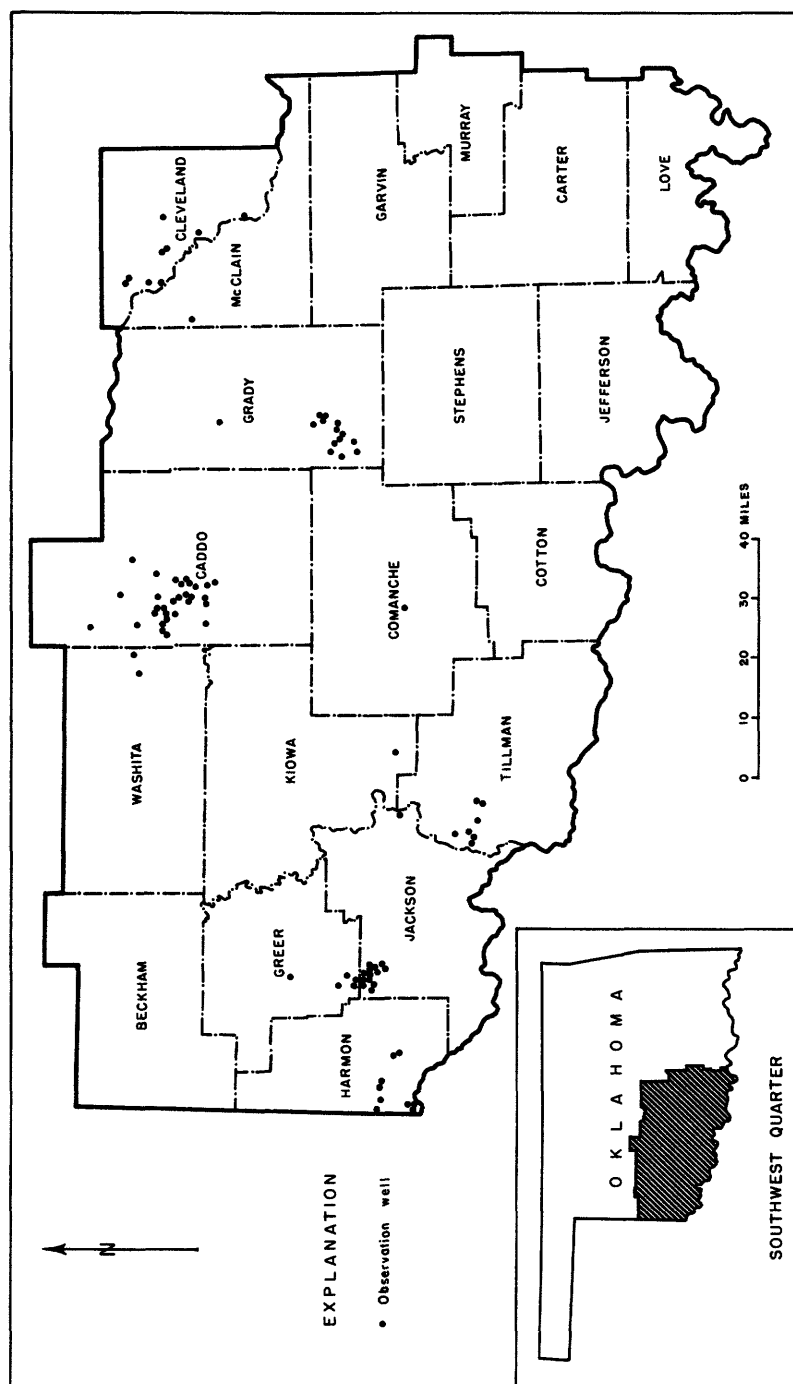 BECKHAM
WASHITA
CADDO
GRADY
CLEVELAND
McCLAIN
GREER
KIOWA
HARMON
JACKSON
COMANCHE
TILLMAN
COTTON
STEPHENS
JEFFERSON
GARVIN
MURRAY
CARTER
LOVE
N
EXPLANATION
• Observation well
0 10 20 30 40 MILES
OKLAHOMA
SOUTHWEST QUARTER